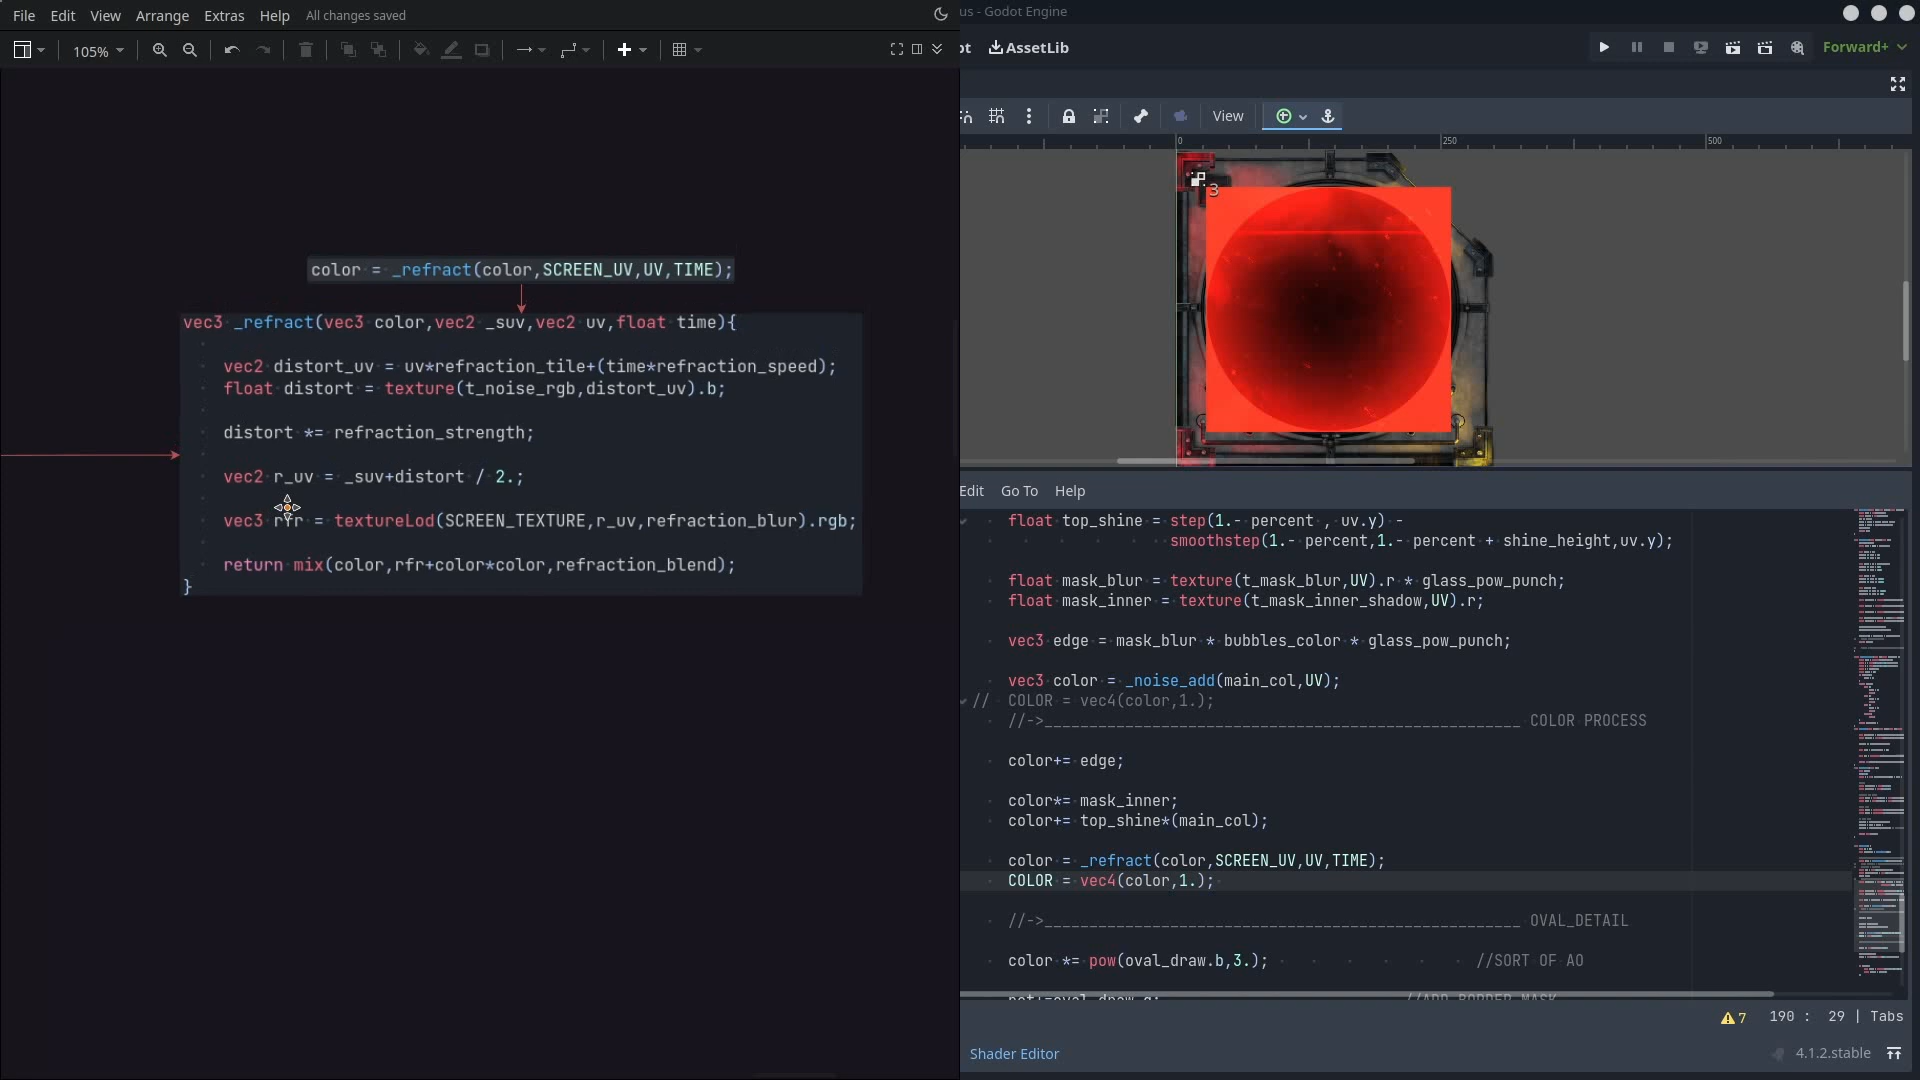 File Edit View Arrange Extras Help All changes saved
105%
color = _refract(color,SCREEN_UV,UV,TIME);
vec3 _refract(vec3 color,vec2 _suv,vec2 uv,float time){
vec2 distort_uv = uv*refraction_tile+(time*refraction_speed);
float distort = texture(t_noise_rgb,distort_uv).b;
distort *= refraction_strength;
vec2 r_uv = _suv+distort / 2.;
vec3 rfr = textureLod(SCREEN_TEXTURE,r_uv,refraction_blur).rgb;
return mix(color,rfr+color*color,refraction_blend);
}
us - Godot Engine
pt AssetLib
Forward+
View
0 250 500
3
Edit Go To Help
float top_shine = step(1.- percent , uv.y) -
smoothstep(1.- percent,1.- percent + shine_height,uv.y);
float mask_blur = texture(t_mask_blur,UV).r * glass_pow_punch;
float mask_inner = texture(t_mask_inner_shadow,UV).r;
vec3 edge = mask_blur * bubbles_color * glass_pow_punch;
vec3 color = _noise_add(main_col,UV);
// COLOR = vec4(color,1.);
//->_____________________________________________________ COLOR PROCESS
color+= edge;
color*= mask_inner;
color+= top_shine*(main_col);
color = _refract(color,SCREEN_UV,UV,TIME);
COLOR = vec4(color,1.);
//->_____________________________________________________ OVAL_DETAIL
color *= pow(oval_draw.b,3.); //SORT OF AO
//ADD BORDER MASK
7 190 : 29 | Tabs
Shader Editor 4.1.2.stable